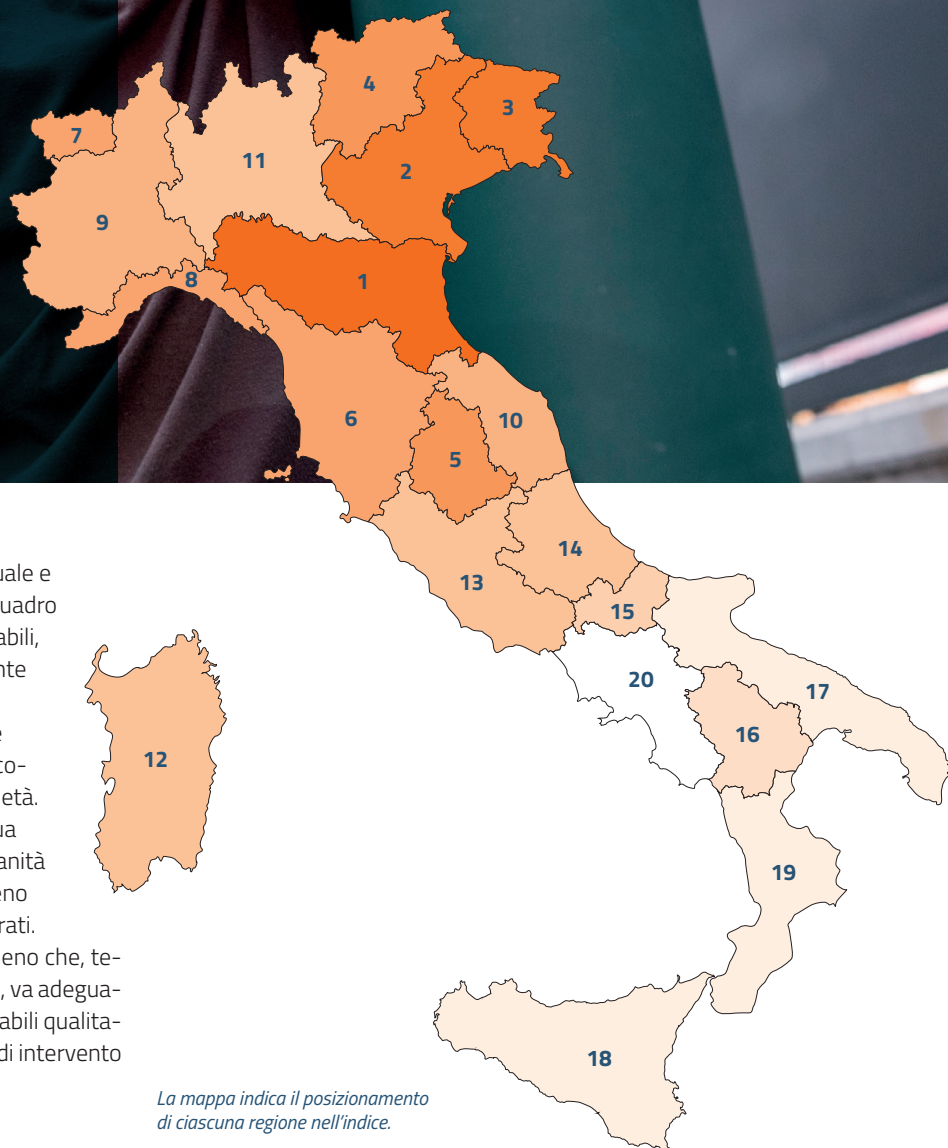 4
3
7
11
2
9
8
1
6
10
5
14
13
15
20
17
16
12
19
18
uale e
uadro
abili,
nte
e
co-
età.
ua
anità
eno
rati.
eno che, te-
, va adegua-
abili qualita-
di intervento
La mappa indica il posizionamento
di ciascuna regione nell’indice.